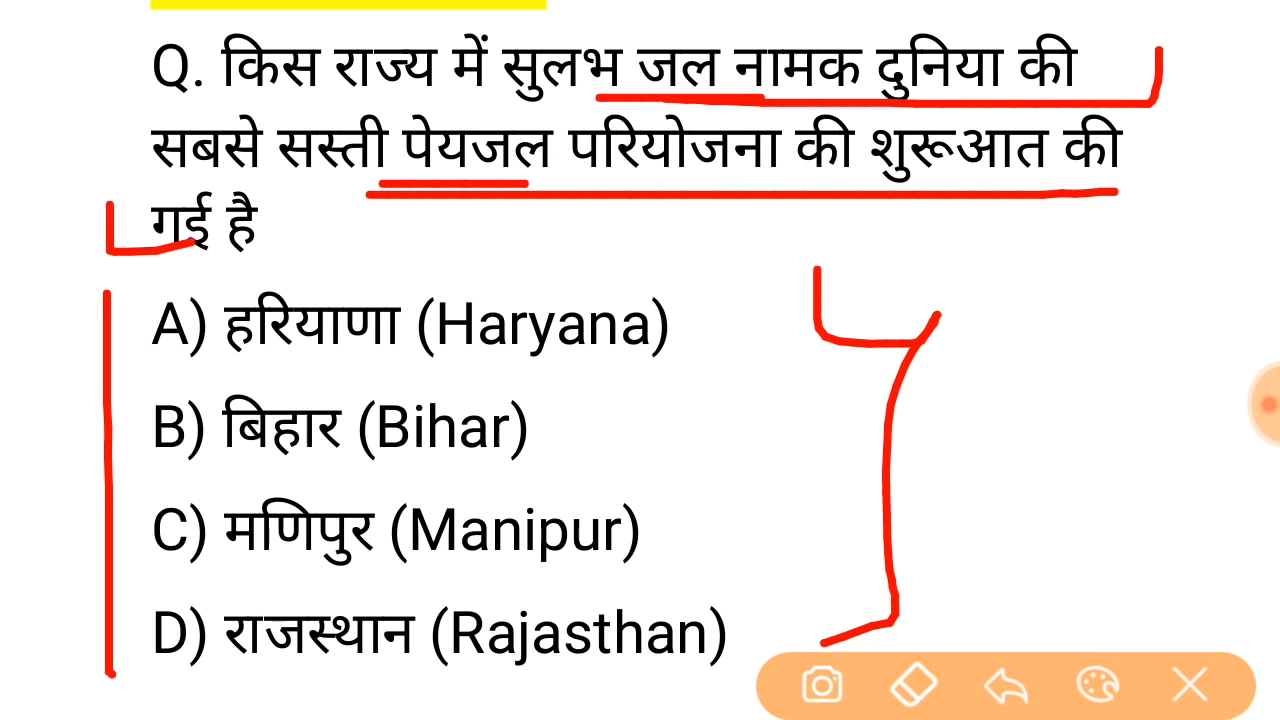 Q. किस राज्य में सुलभ जल नामक दुनिया की
सबसे सस्ती पेयजल परियोजना की शुरूआत की
गई है
A) हरियाणा (Haryana)
B) बिहार (Bihar)
C) मणिपुर (Manipur)
D) राजस्थान (Rajasthan)